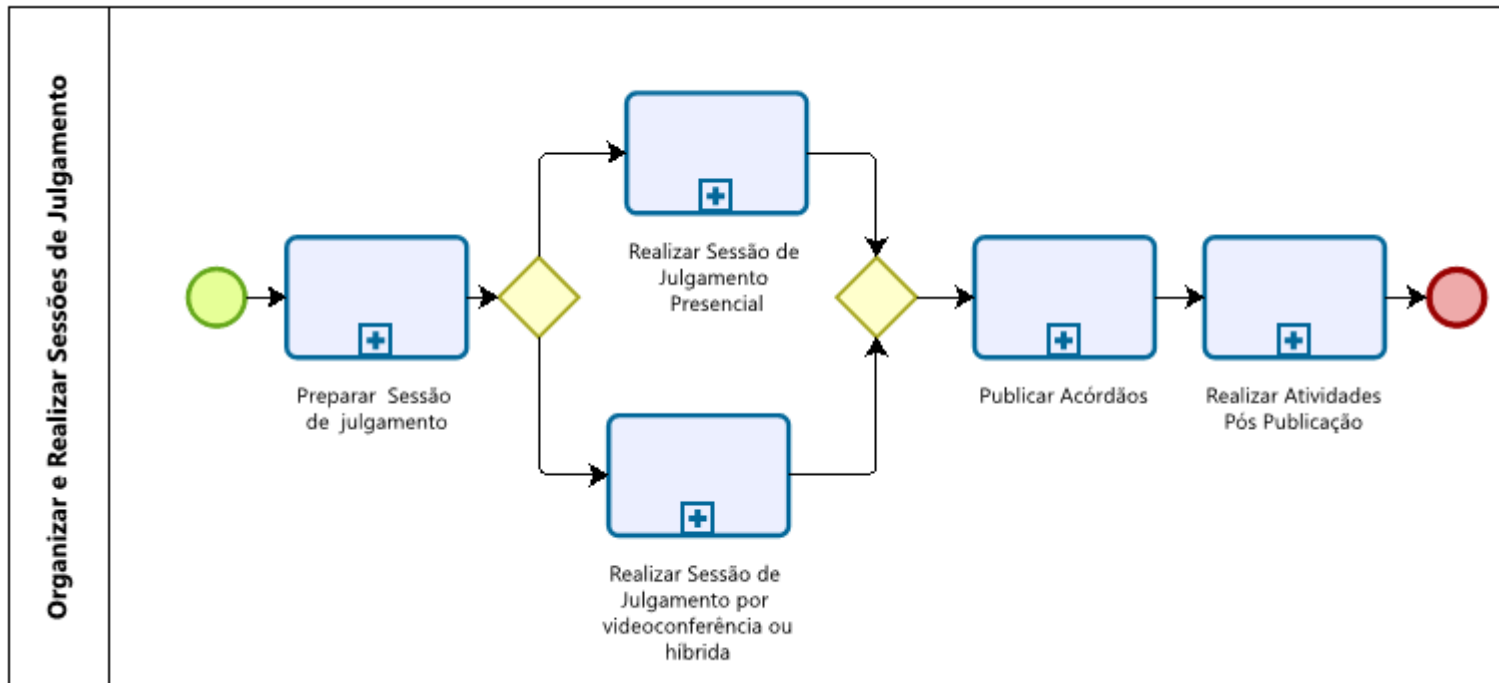 Organizar e Realizar Sessões de Julgamento
Preparar Sessão
de julgamento
Realizar Sessão de
Julgamento
Presencial
Realizar Sessão de
Julgamento por
videoconferência ou
híbrida
Publicar Acórdãos
Realizar Atividades
Pós Publicação